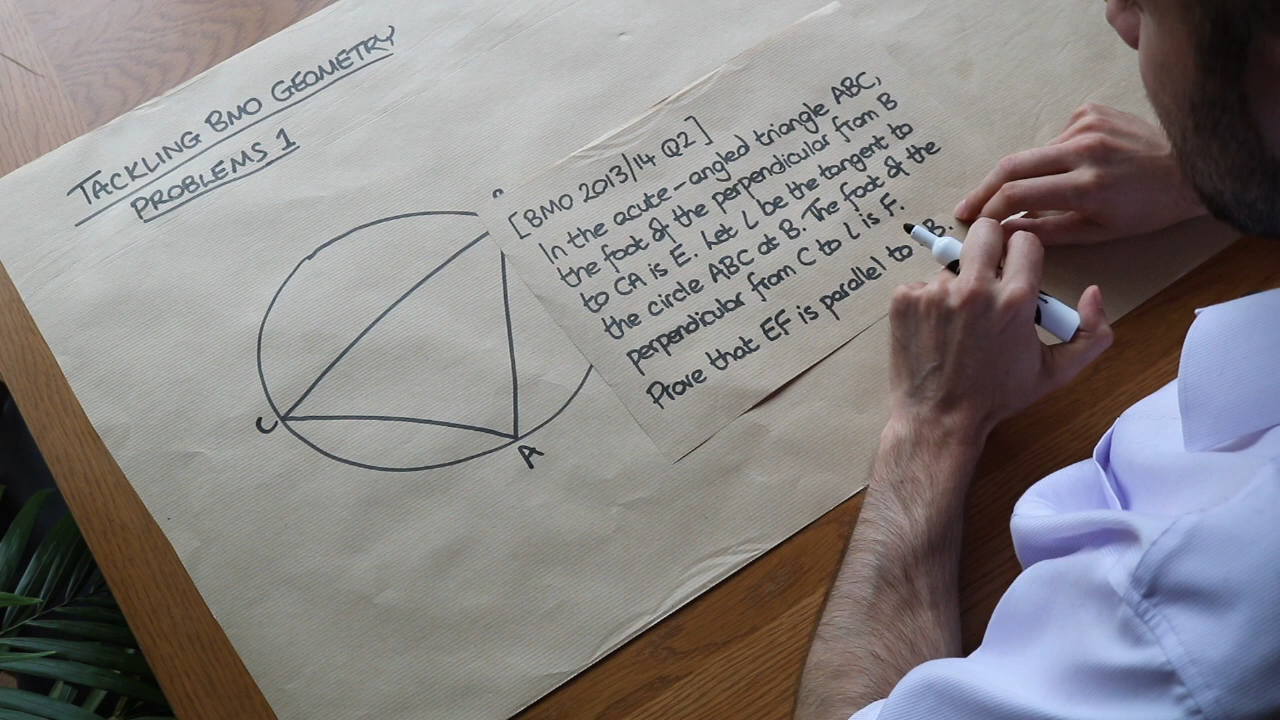 TACKLING BMO GEOMETRY
PROBLEMS 1
[BMO 2013/14 Q2]
In the acute-angled triangle ABC,
the foot of the perpendicular from B
to CA is E. Let L be the tangent to
the circle ABC at B. The foot of the
perpendicular from C to L is F.
Prove that EF is parallel to B.
C
A